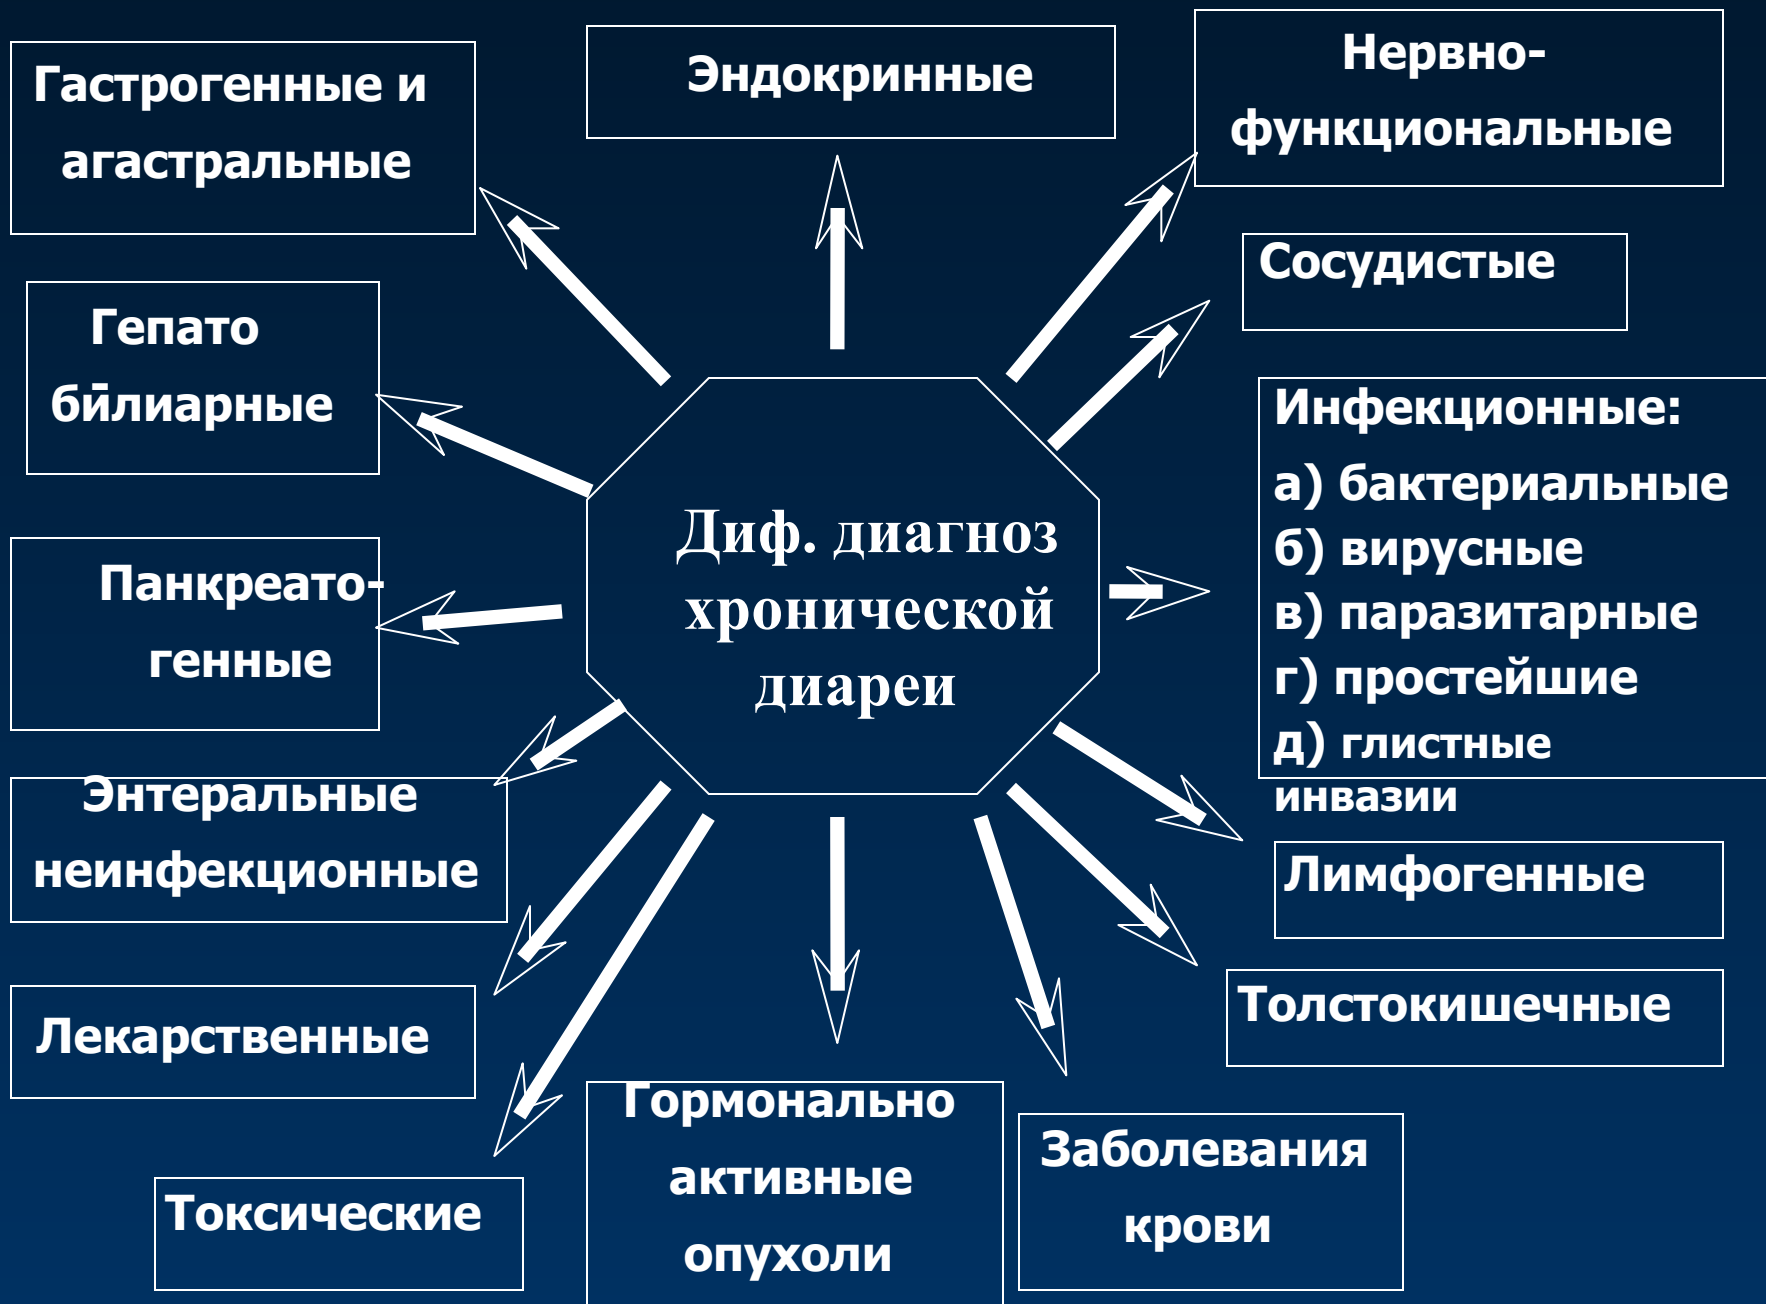 Гастрогенные и
агастральные
Эндокринные
Нервно-
функциональные
Сосудистые
Гепато
-
билиарные
Инфекционные:
а) бактериальные
б) вирусные
в) паразитарные
г) простейшие
д) глистные
инвазии
Диф. диагноз
хронической
диареи
Панкреато-
генные
Энтеральные
неинфекционные
Лимфогенные
Толстокишечные
Лекарственные
Гормонально
активные
опухоли
Заболевания
крови
Токсические